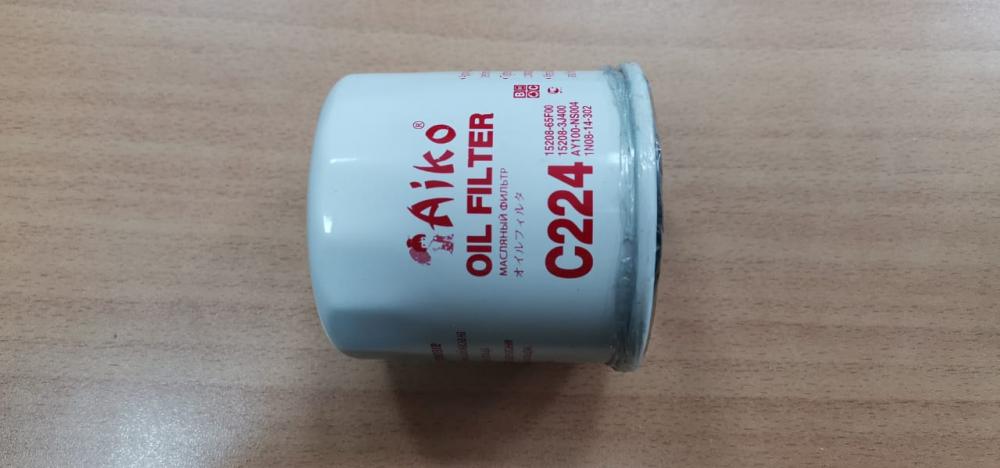 Aiko®
OIL FILTER
МАСЛЯНЫЙ ФИЛЬТР
オイルフィルタ
C224
15208-65F00
15208-3J400
AY100-NS004
1N08-14-302